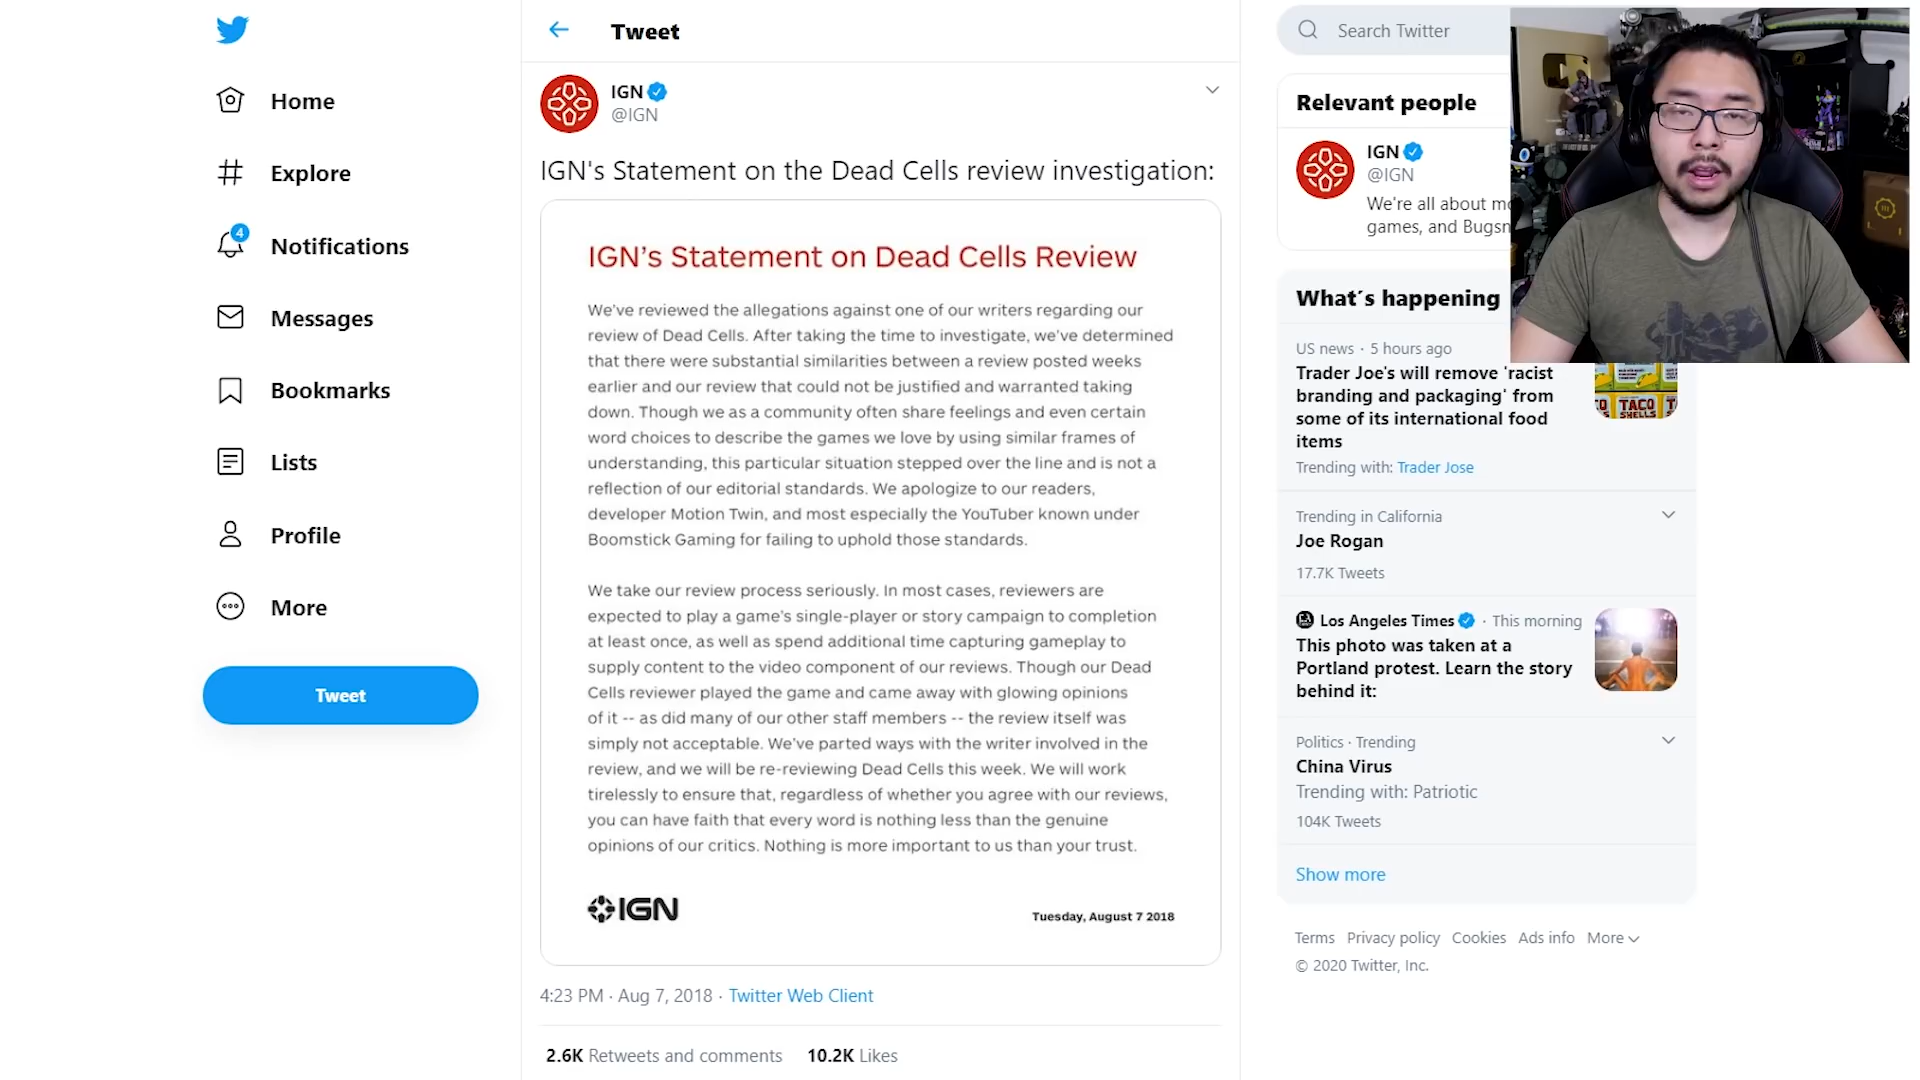 Home
Explore
4
Notifications
Messages
Bookmarks
Lists
Profile
More
Tweet
Tweet
IGN
@IGN
IGN's Statement on the Dead Cells review investigation:
IGN's Statement on Dead Cells Review
We've reviewed the allegations against one of our writers regarding our
review of Dead Cells. After taking the time to investigate, we've determined
that there were substantial similarities between a review posted weeks
earlier and our review that could not be justified and warranted taking
down. Though we as a community often share feelings and even certain
word choices to describe the games we love by using similar frames of
understanding, this particular situation stepped over the line and is not a
reflection of our editorial standards. We apologize to our readers,
developer Motion Twin, and most especially the YouTuber known under
Boomstick Gaming for failing to uphold those standards.
We take our review process seriously. In most cases, reviewers are
expected to play a game's single-player or story campaign to completion
at least once, as well as spend additional time capturing gameplay to
supply content to the video component of our reviews. Though our Dead
Cells reviewer played the game and came away with glowing opinions
of it -- as did many of our other staff members -- the review itself was
simply not acceptable. We've parted ways with the writer involved in the
review, and we will be re-reviewing Dead Cells this week. We will work
tirelessly to ensure that, regardless of whether you agree with our reviews,
you can have faith that every word is nothing less than the genuine
opinions of our critics. Nothing is more important to us than your trust.
IGN
Tuesday, August 7 2018
4:23 PM · Aug 7, 2018 · Twitter Web Client
2.6K Retweets and comments 10.2K Likes
Search Twitter
Relevant people
IGN
@IGN
We're all about
games, and
What's happening
US news · 5 hours ago
Trader Joe's will remove 'racist
branding and packaging' from
some of its international food
items
Trending with: Trader Jose
TACO
SHELLS
Trending in California
Joe Rogan
17.7K Tweets
Los Angeles Times · This morning
This photo was taken at a
Portland protest. Learn the story
behind it:
Politics · Trending
China Virus
Trending with: Patriotic
104K Tweets
Show more
Terms Privacy policy Cookies Ads info More
© 2020 Twitter, Inc.